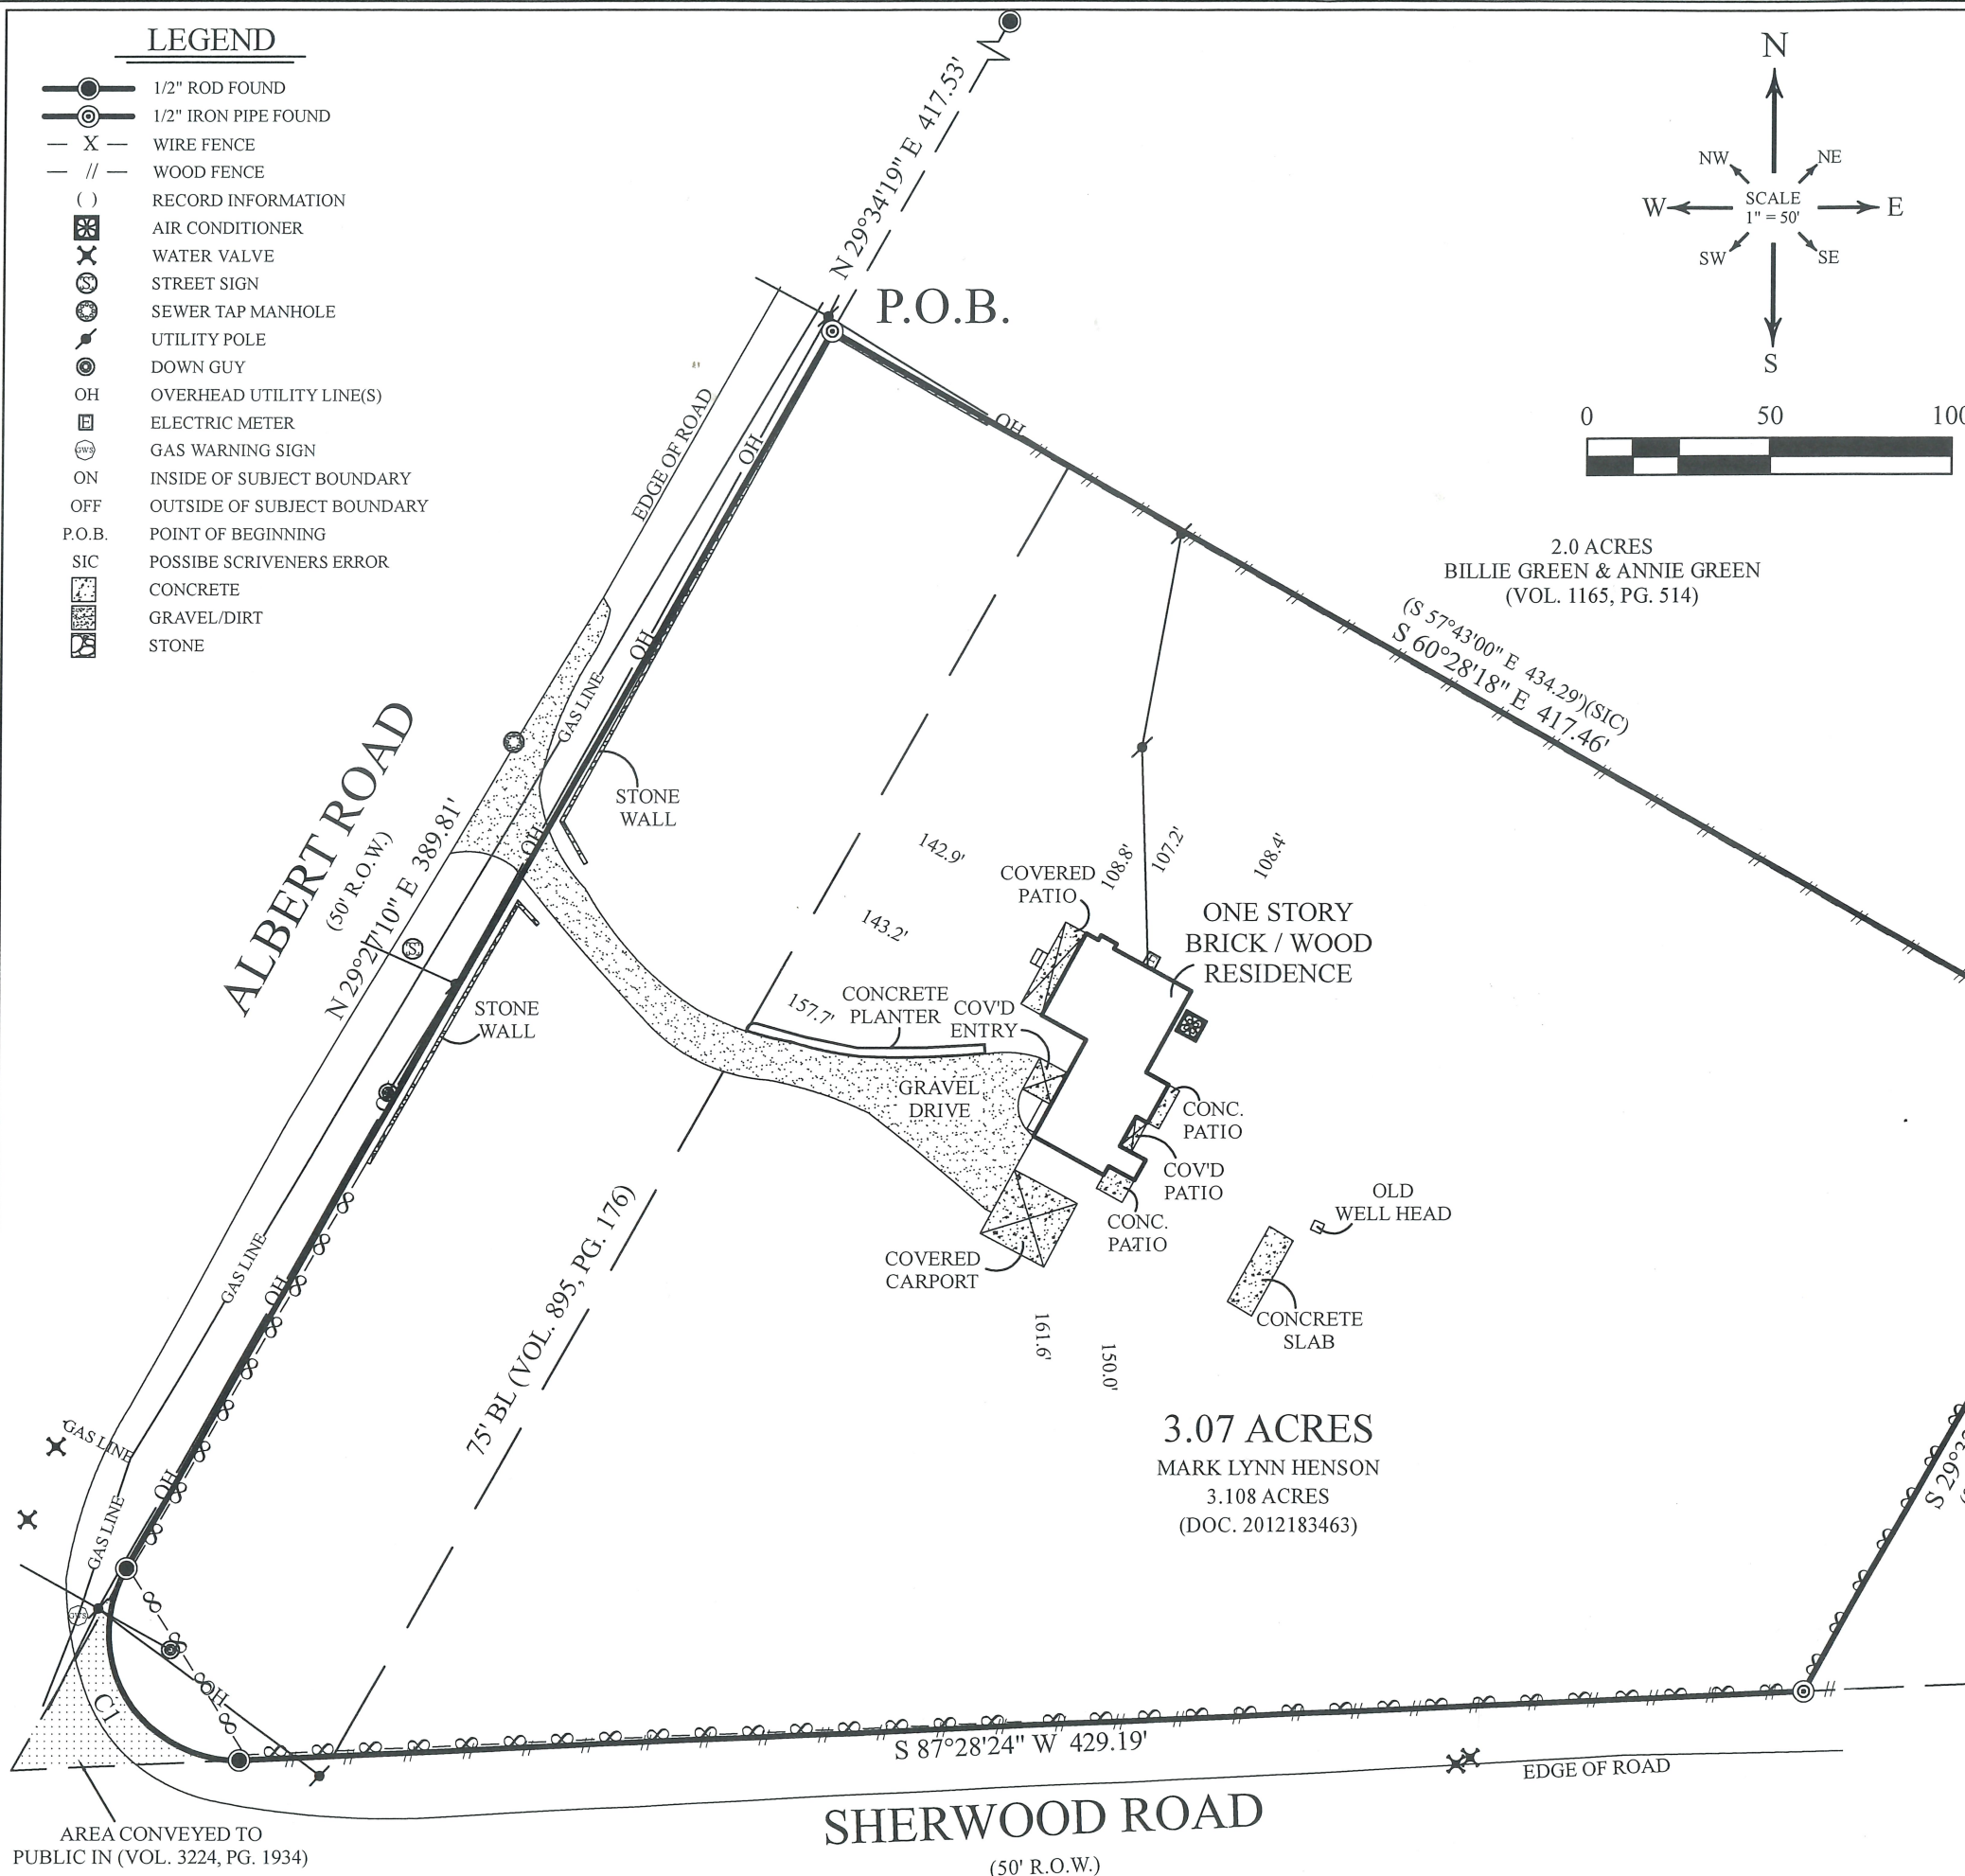 LEGEND
1/2" ROD FOUND
1/2" IRON PIPE FOUND
— X — WIRE FENCE
— // — WOOD FENCE
( ) RECORD INFORMATION
AIR CONDITIONER
WATER VALVE
S STREET SIGN
SEWER TAP MANHOLE
UTILITY POLE
DOWN GUY
OH OVERHEAD UTILITY LINE(S)
E ELECTRIC METER
GWS GAS WARNING SIGN
ON INSIDE OF SUBJECT BOUNDARY
OFF OUTSIDE OF SUBJECT BOUNDARY
P.O.B. POINT OF BEGINNING
SIC POSSIBE SCRIVENERS ERROR
CONCRETE
GRAVEL/DIRT
STONE
N
NW
NE
W
SCALE
1" = 50'
E
SW
SE
S
0 50 100
N 29°34'19" E 417.53'
P.O.B.
EDGE OF ROAD
OH
OH
OH
GAS LINE
2.0 ACRES
BILLIE GREEN & ANNIE GREEN
(VOL. 1165, PG. 514)
(S 57°43'00" E 434.29')(SIC)
S 60°28'18" E 417.46'
ALBERT ROAD
(50' R.O.W.)
N 29°27'10" E 389.81'
STONE
WALL
OH
S
STONE
WALL
142.9'
143.2'
157.7'
108.8'
107.2'
108.4'
COVERED
PATIO
ONE STORY
BRICK / WOOD
RESIDENCE
E
CONCRETE
PLANTER
COV'D
ENTRY
GRAVEL
DRIVE
CONC.
PATIO
COV'D
PATIO
CONC.
PATIO
COVERED
CARPORT
OLD
WELL HEAD
CONCRETE
SLAB
161.6'
150.0'
75' BL (VOL. 895, PG. 176)
GAS LINE
OH
3.07 ACRES
MARK LYNN HENSON
3.108 ACRES
(DOC. 2012183463)
GAS LINE
OH
GAS LINE
GWS
C1
OH
S 87°28'24" W 429.19'
EDGE OF ROAD
SHERWOOD ROAD
(50' R.O.W.)
AREA CONVEYED TO
PUBLIC IN (VOL. 3224, PG. 1934)